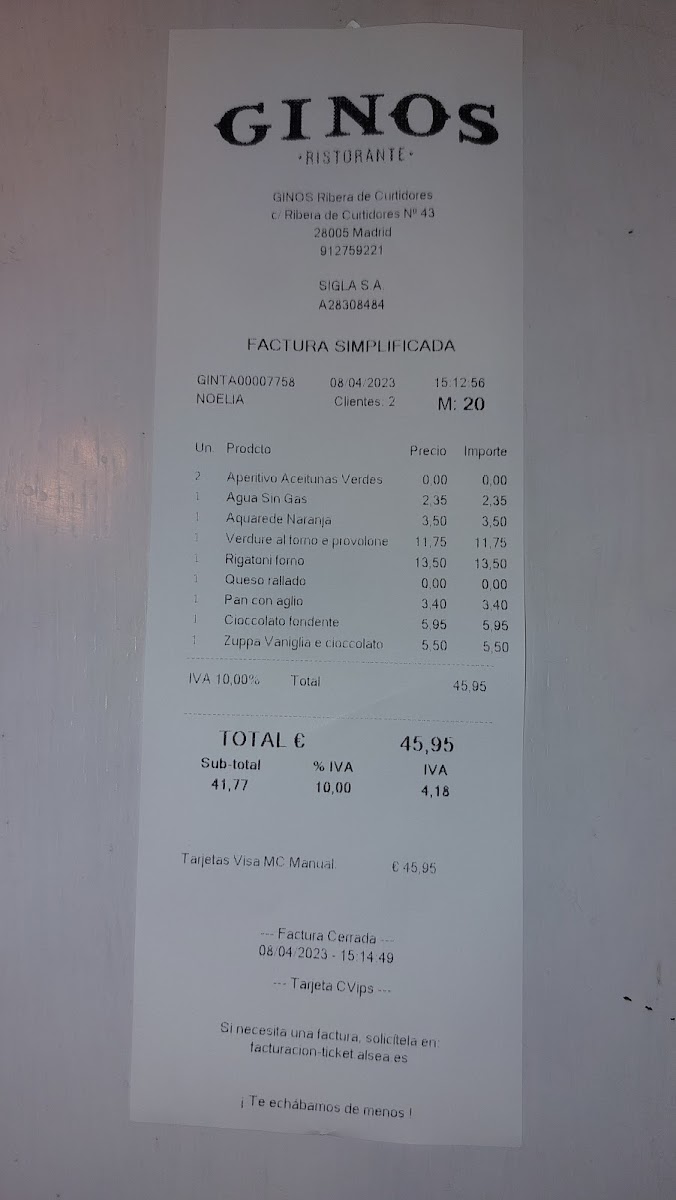 GINOS
·RISTORANTE·
GINOS Ribera de Curtidores
c/ Ribera de Curtidores Nº 43
28005 Madrid
912759221
SIGLA S.A.
A28308484
FACTURA SIMPLIFICADA
GINTA00007758 08/04/2023 15:12:56
NOELIA Clientes: 2 M: 20
Un. Prodcto Precio Importe
2 Aperitivo Aceitunas Verdes 0,00 0,00
1 Agua Sin Gas 2,35 2,35
1 Aquarede Naranja 3,50 3,50
1 Verdure al forno e provolone 11,75 11,75
1 Rigatoni forno 13,50 13,50
1 Queso rallado 0,00 0,00
1 Pan con aglio 3,40 3,40
1 Cioccolato fondente 5,95 5,95
1 Zuppa Vaniglia e cioccolato 5,50 5,50
IVA 10,00% Total 45,95
TOTAL € 45,95
Sub-total % IVA IVA
41,77 10,00 4,18
Tarjetas Visa MC Manual: € 45,95
--- Factura Cerrada ---
08/04/2023 - 15:14:49
--- Tarjeta CVips ---
Si necesita una factura, solicítela en:
facturacion-ticket.alsea.es
¡ Te echábamos de menos !